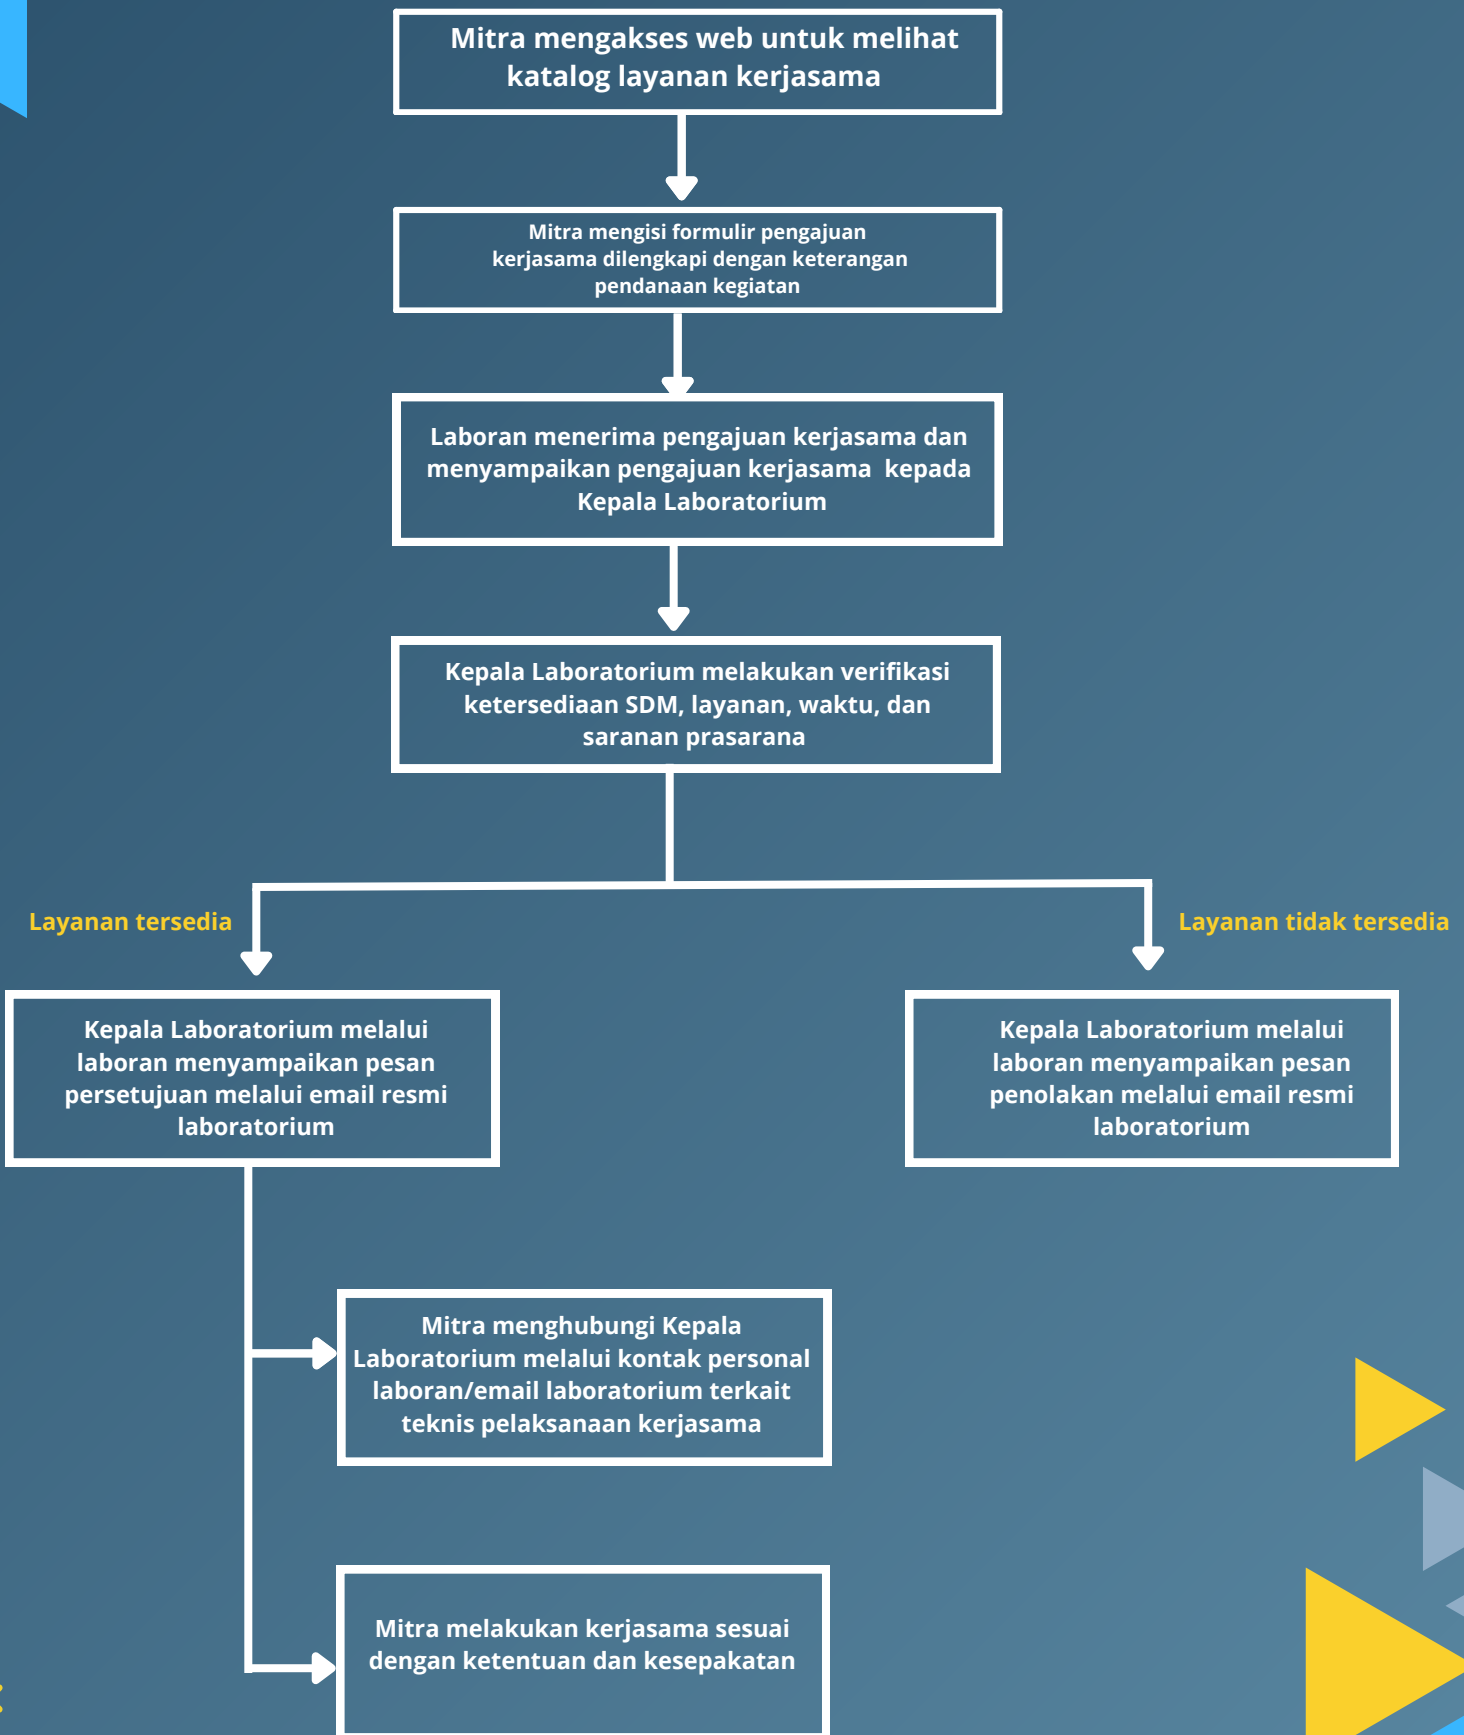 Mitra mengakses web untuk melihat
katalog layanan kerjasama
Mitra mengisi formulir pengajuan
kerjasama dilengkapi dengan keterangan
pendanaan kegiatan
Laboran menerima pengajuan kerjasama dan
menyampaikan pengajuan kerjasama kepada
Kepala Laboratorium
Kepala Laboratorium melakukan verifikasi
ketersediaan SDM, layanan, waktu, dan
saranan prasarana
Layanan tersedia
Layanan tidak tersedia
Kepala Laboratorium melalui
laboran menyampaikan pesan
persetujuan melalui email resmi
laboratorium
Kepala Laboratorium melalui
laboran menyampaikan pesan
penolakan melalui email resmi
laboratorium
Mitra menghubungi Kepala
Laboratorium melalui kontak personal
laboran/email laboratorium terkait
teknis pelaksanaan kerjasama
Mitra melakukan kerjasama sesuai
dengan ketentuan dan kesepakatan